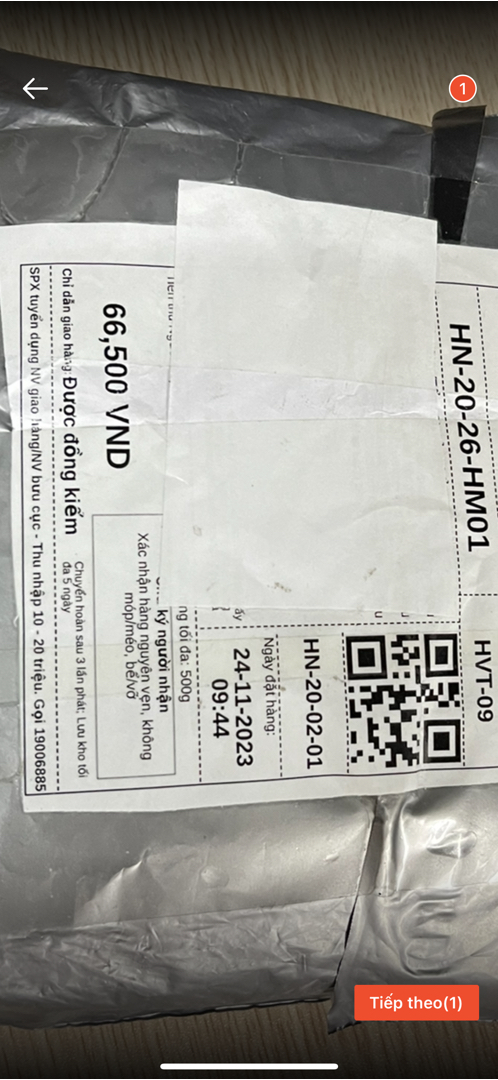 1
HVT-09
HN-20-26-HM01
HN-20-02-01
Ngày đặt hàng:
24-11-2023
09:44
ng tối đa: 500g
ký người nhận
Xác nhận hàng nguyên vẹn, không
móp/méo, bể/vỡ
66,500 VND
Chỉ dẫn giao hàng: Được đồng kiểm
Chuyển hoàn sau 3 lần phát; Lưu kho tối
đa 5 ngày
SPX tuyển dụng NV giao hàng/NV bưu cục - Thu nhập 10 - 20 triệu. Gọi 19006885
Tiếp theo(1)